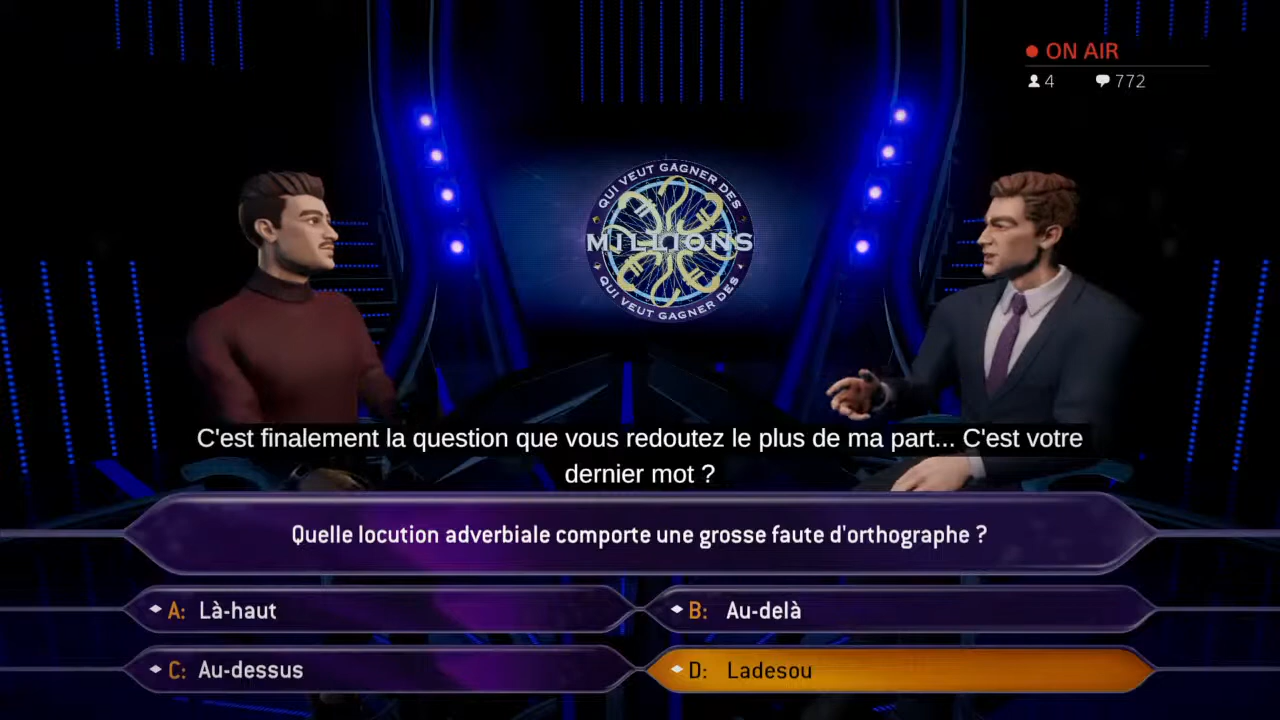 ON AIR
4 772
QUI VEUT GAGNER DES
MILLIONS
QUI VEUT GAGNER DES
C'est finalement la question que vous redoutez le plus de ma part... C'est votre
dernier mot ?
Quelle locution adverbiale comporte une grosse faute d'orthographe ?
A: Là-haut
B: Au-delà
C: Au-dessus
D: Ladesou